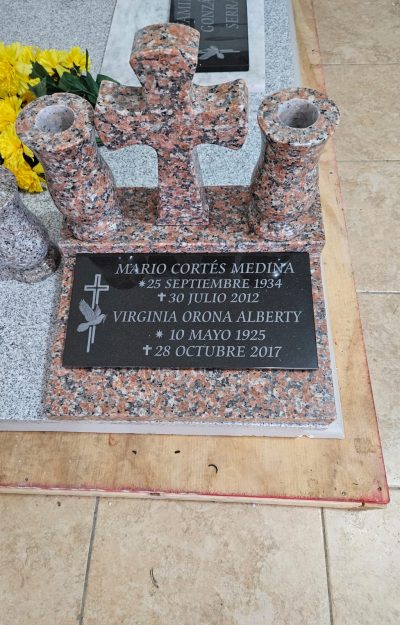 MARIO CORTÉS MEDINA
✷25 SEPTIEMBRE 1934
✝30 JULIO 2012
VIRGINIA ORONA ALBERTY
✷ 10 MAYO 1925
✝28 OCTUBRE 2017